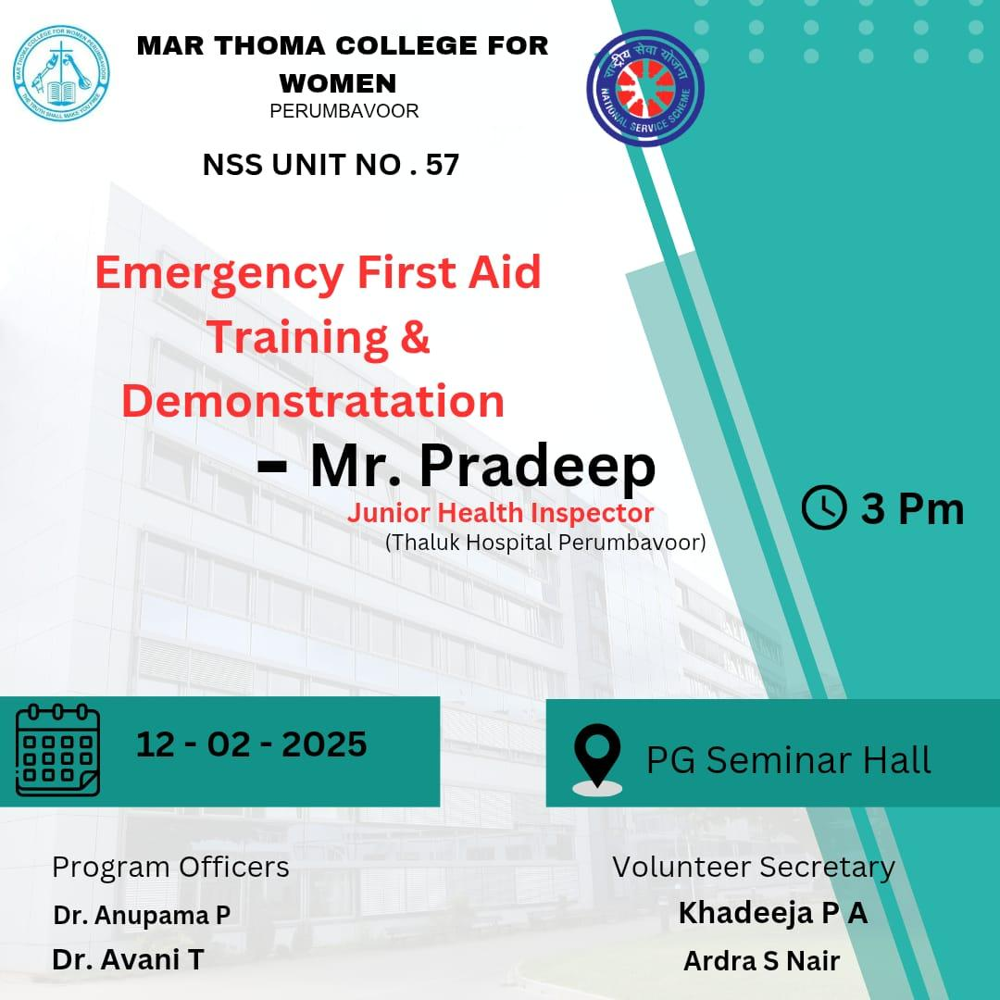 MAR THOMA COLLEGE FOR WOMEN PERUMBAVOOR
THE TRUTH SHALL MAKE YOU FREE
MAR THOMA COLLEGE FOR
WOMEN
PERUMBAVOOR
राष्ट्रीय सेवा योजना
NATIONAL SERVICE SCHEME
NSS UNIT NO . 57
Emergency First Aid
Training &
Demonstratation
- Mr. Pradeep
Junior Health Inspector
(Thaluk Hospital Perumbavoor)
3 Pm
12 - 02 - 2025
PG Seminar Hall
Program Officers
Dr. Anupama P
Dr. Avani T
Volunteer Secretary
Khadeeja P A
Ardra S Nair